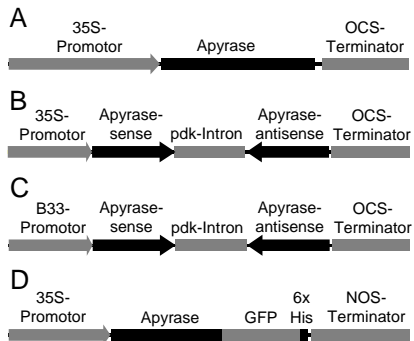 A
35S- OCS-
Promotor Apyrase Terminator
B
35S- Apyrase- Apyrase- OCS-
Promotor sense pdk-Intron antisense Terminator
C
B33- Apyrase- Apyrase- OCS-
Promotor sense pdk-Intron antisense Terminator
D
35S- 6x NOS-
Promotor Apyrase GFP His Terminator